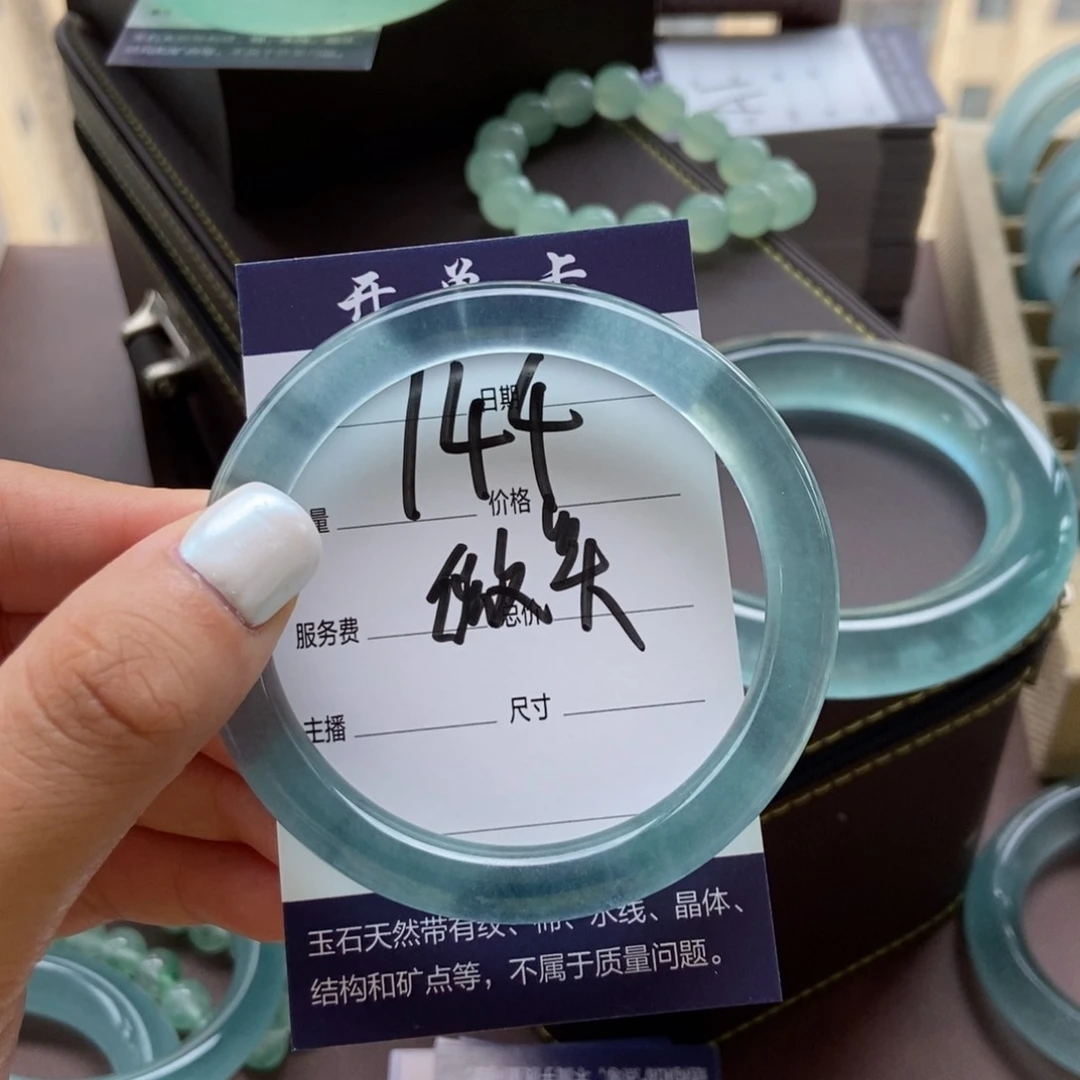 开单卡
日期
144
量 价格
微光
服务费 总价
主播 尺寸
玉石天然带有纹、棉、水线、晶体、
结构和矿点等，不属于质量问题。